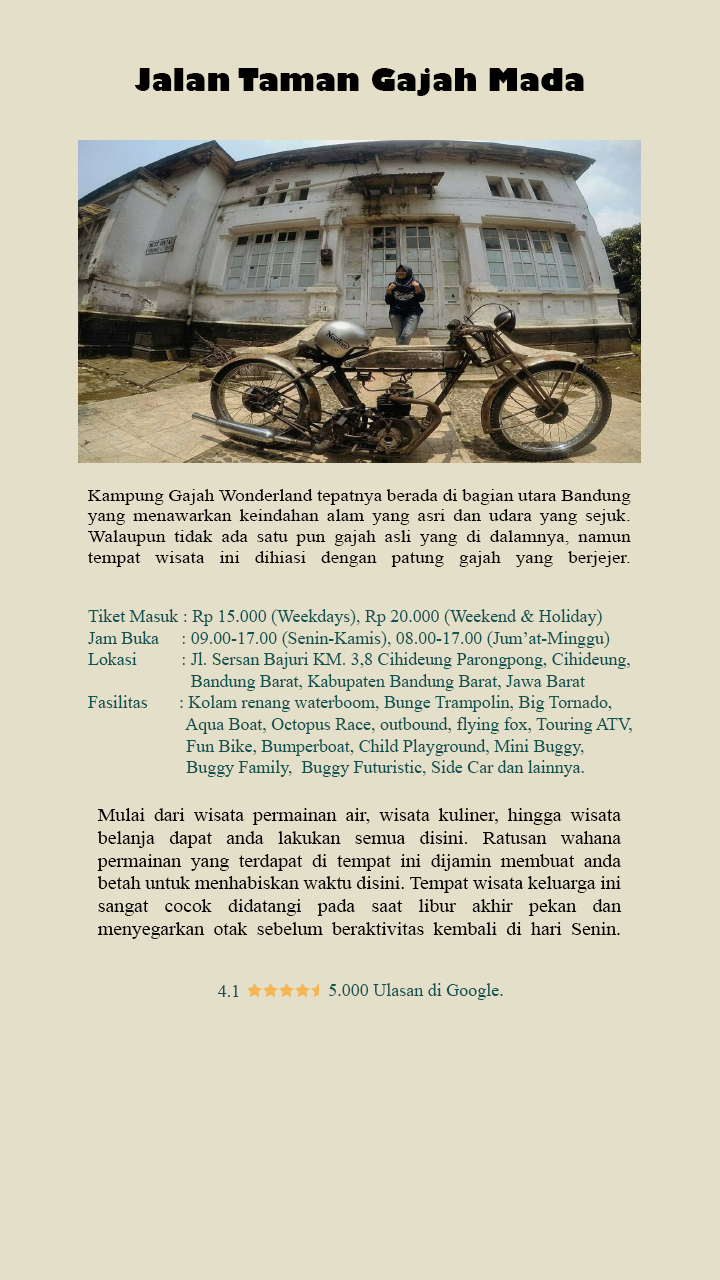 Jalan Taman Gajah Mada
Norton
Kampung Gajah Wonderland tepatnya berada di bagian utara Bandung
yang menawarkan keindahan alam yang asri dan udara yang sejuk.
Walaupun tidak ada satu pun gajah asli yang di dalamnya, namun
tempat wisata ini dihiasi dengan patung gajah yang berjejer.
Tiket Masuk : Rp 15.000 (Weekdays), Rp 20.000 (Weekend & Holiday)
Jam Buka : 09.00-17.00 (Senin-Kamis), 08.00-17.00 (Jum’at-Minggu)
Lokasi : Jl. Sersan Bajuri KM. 3,8 Cihideung Parongpong, Cihideung,
Bandung Barat, Kabupaten Bandung Barat, Jawa Barat
Fasilitas : Kolam renang waterboom, Bunge Trampolin, Big Tornado,
Aqua Boat, Octopus Race, outbound, flying fox, Touring ATV,
Fun Bike, Bumperboat, Child Playground, Mini Buggy,
Buggy Family, Buggy Futuristic, Side Car dan lainnya.
Mulai dari wisata permainan air, wisata kuliner, hingga wisata
belanja dapat anda lakukan semua disini. Ratusan wahana
permainan yang terdapat di tempat ini dijamin membuat anda
betah untuk menhabiskan waktu disini. Tempat wisata keluarga ini
sangat cocok didatangi pada saat libur akhir pekan dan
menyegarkan otak sebelum beraktivitas kembali di hari Senin.
4.1 5.000 Ulasan di Google.